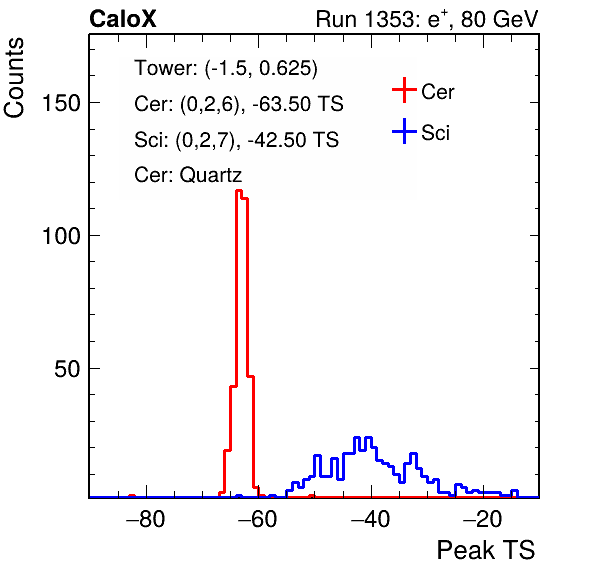 CaloX Run 1353: e⁺, 80 GeV
Counts
Tower: (-1.5, 0.625)
Cer: (0,2,6), -63.50 TS
Sci: (0,2,7), -42.50 TS
Cer: Quartz
Cer
Sci
150
100
50
−80 −60 −40 −20
Peak TS